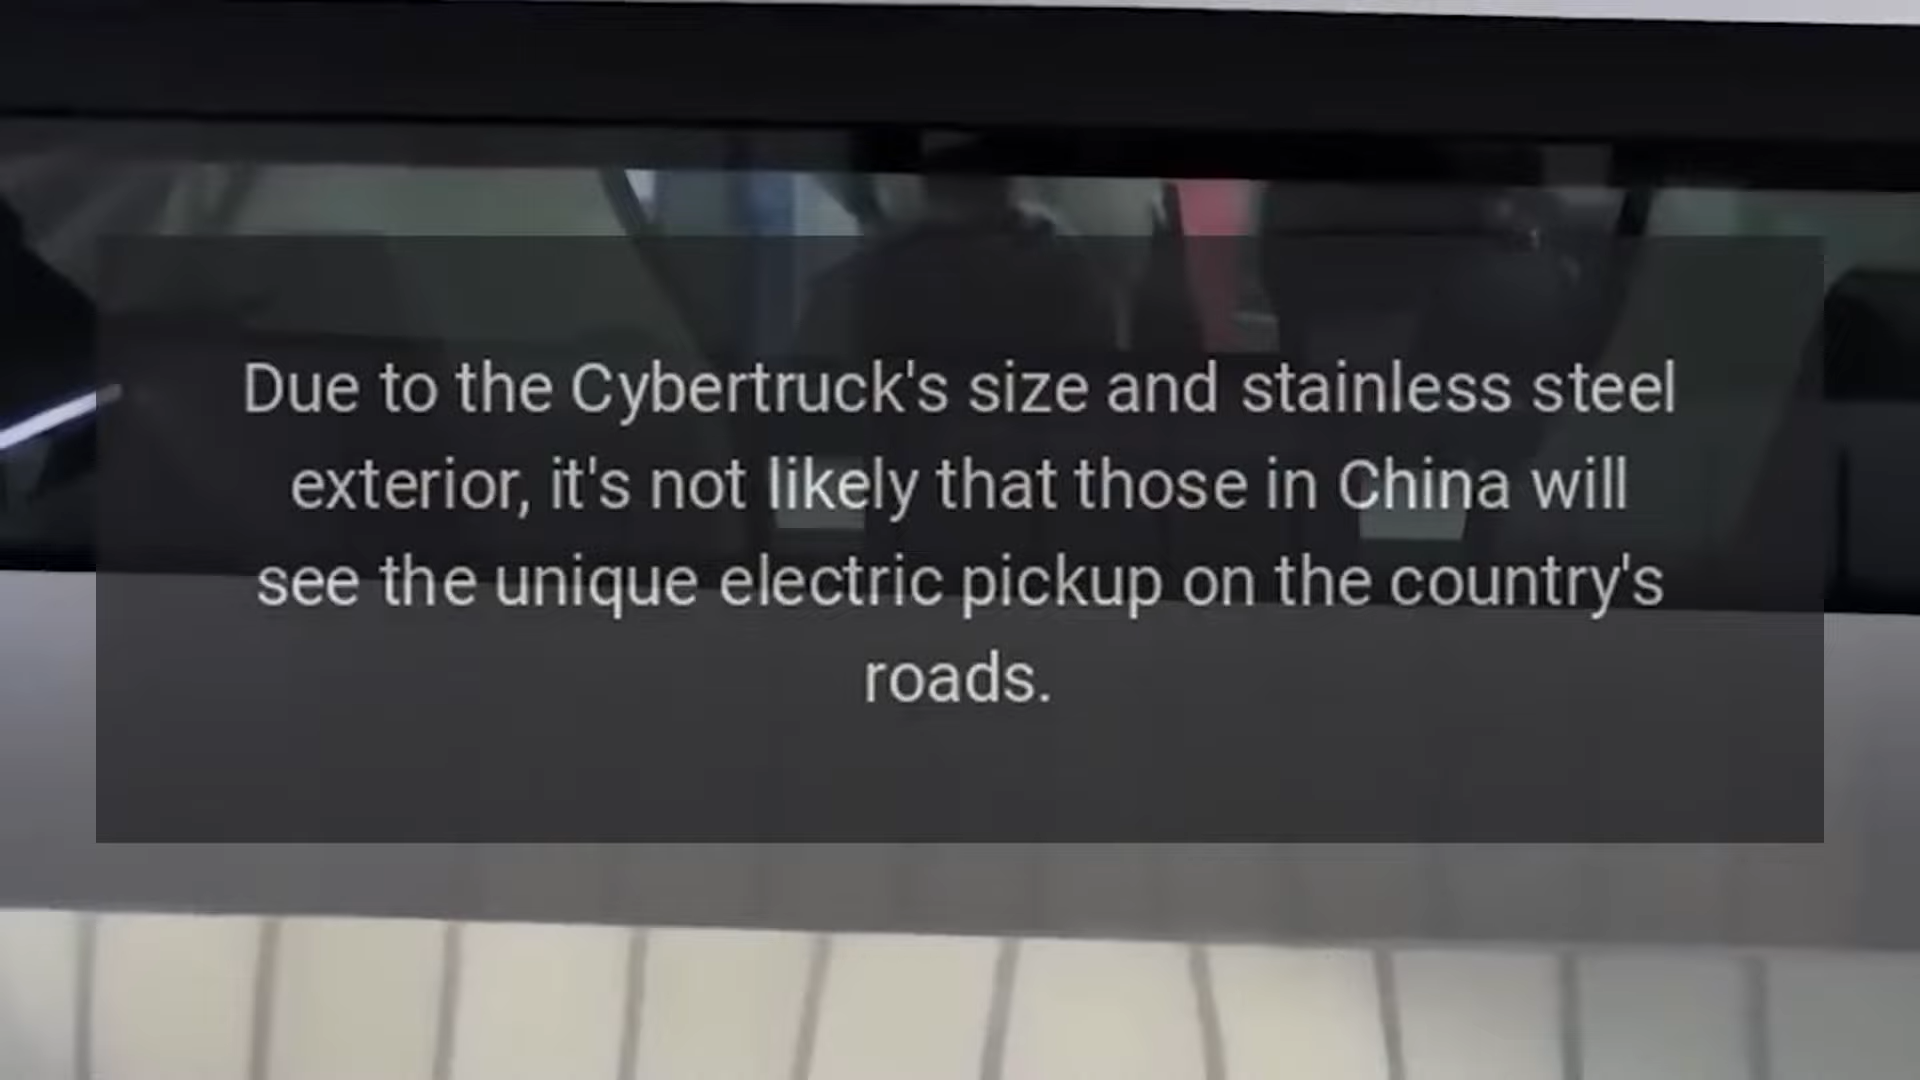 Due to the Cybertruck's size and stainless steel
exterior, it's not likely that those in China will
see the unique electric pickup on the country's
roads.